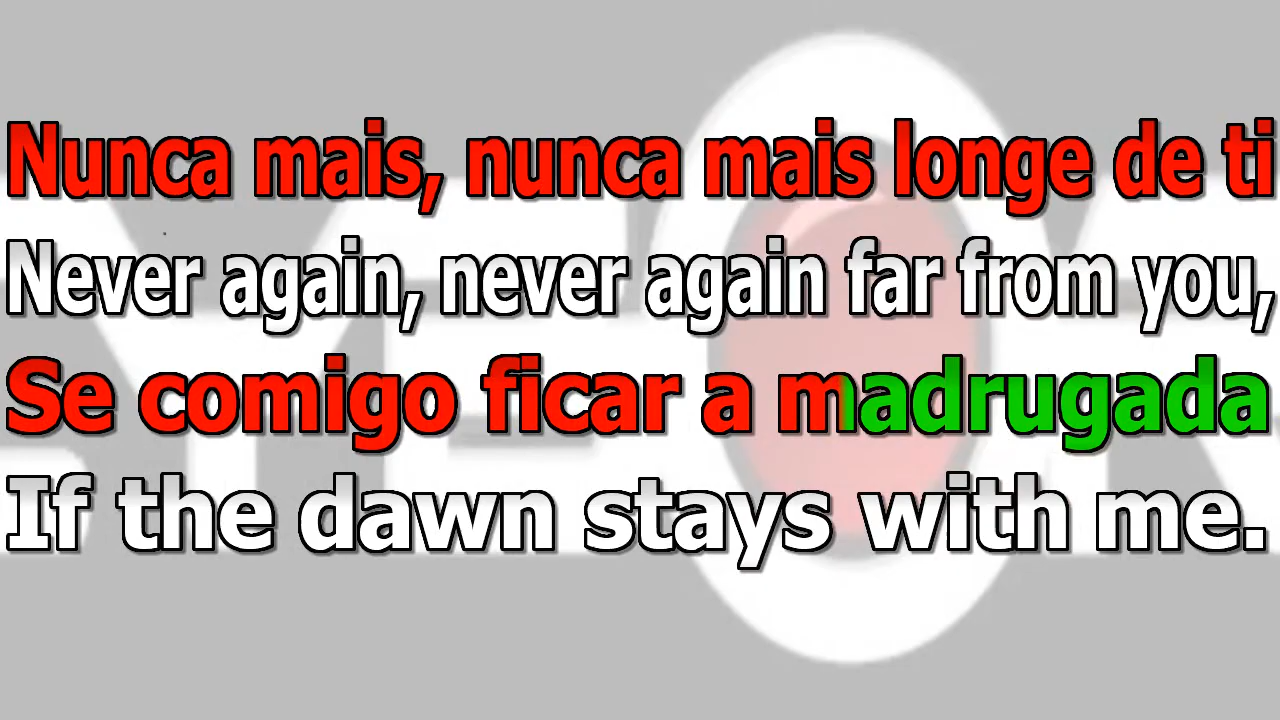 Nunca mais, nunca mais longe de ti
Never again, never again far from you,
Se comigo ficar a madrugada
If the dawn stays with me.